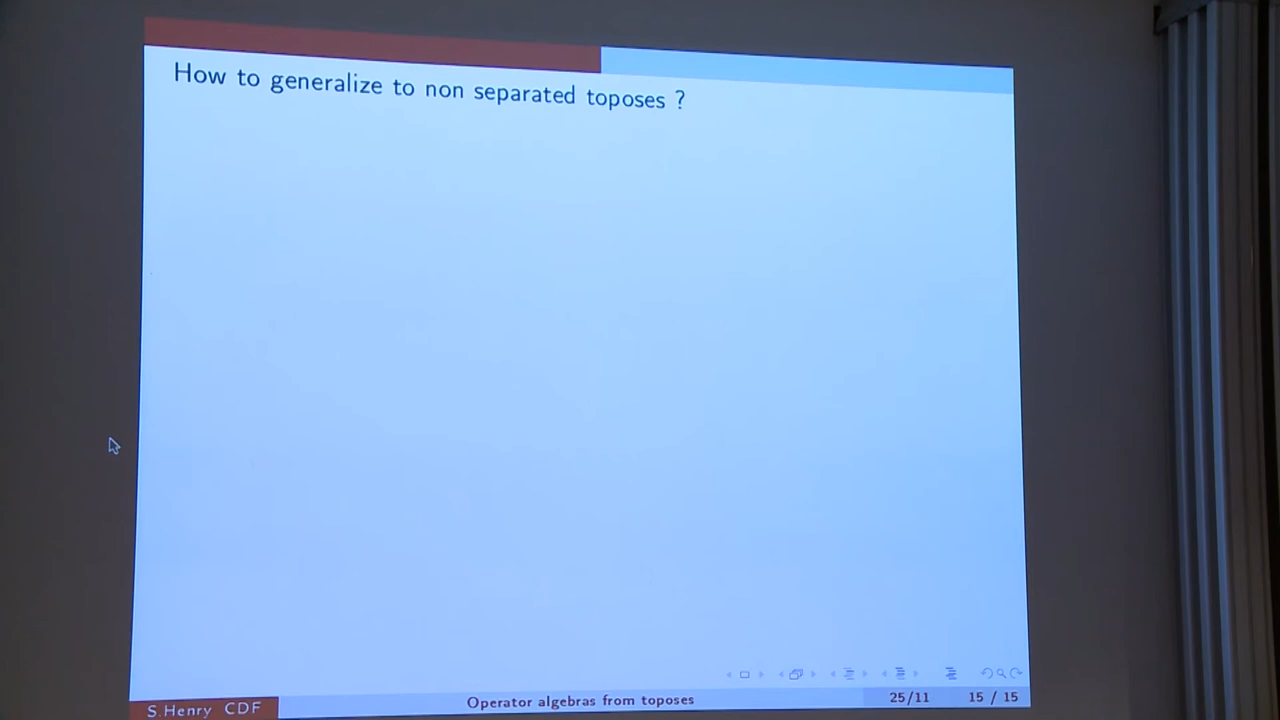 How to generalize to non separated toposes ?
S.Henry CDF
Operator algebras from toposes
25/11
15 / 15